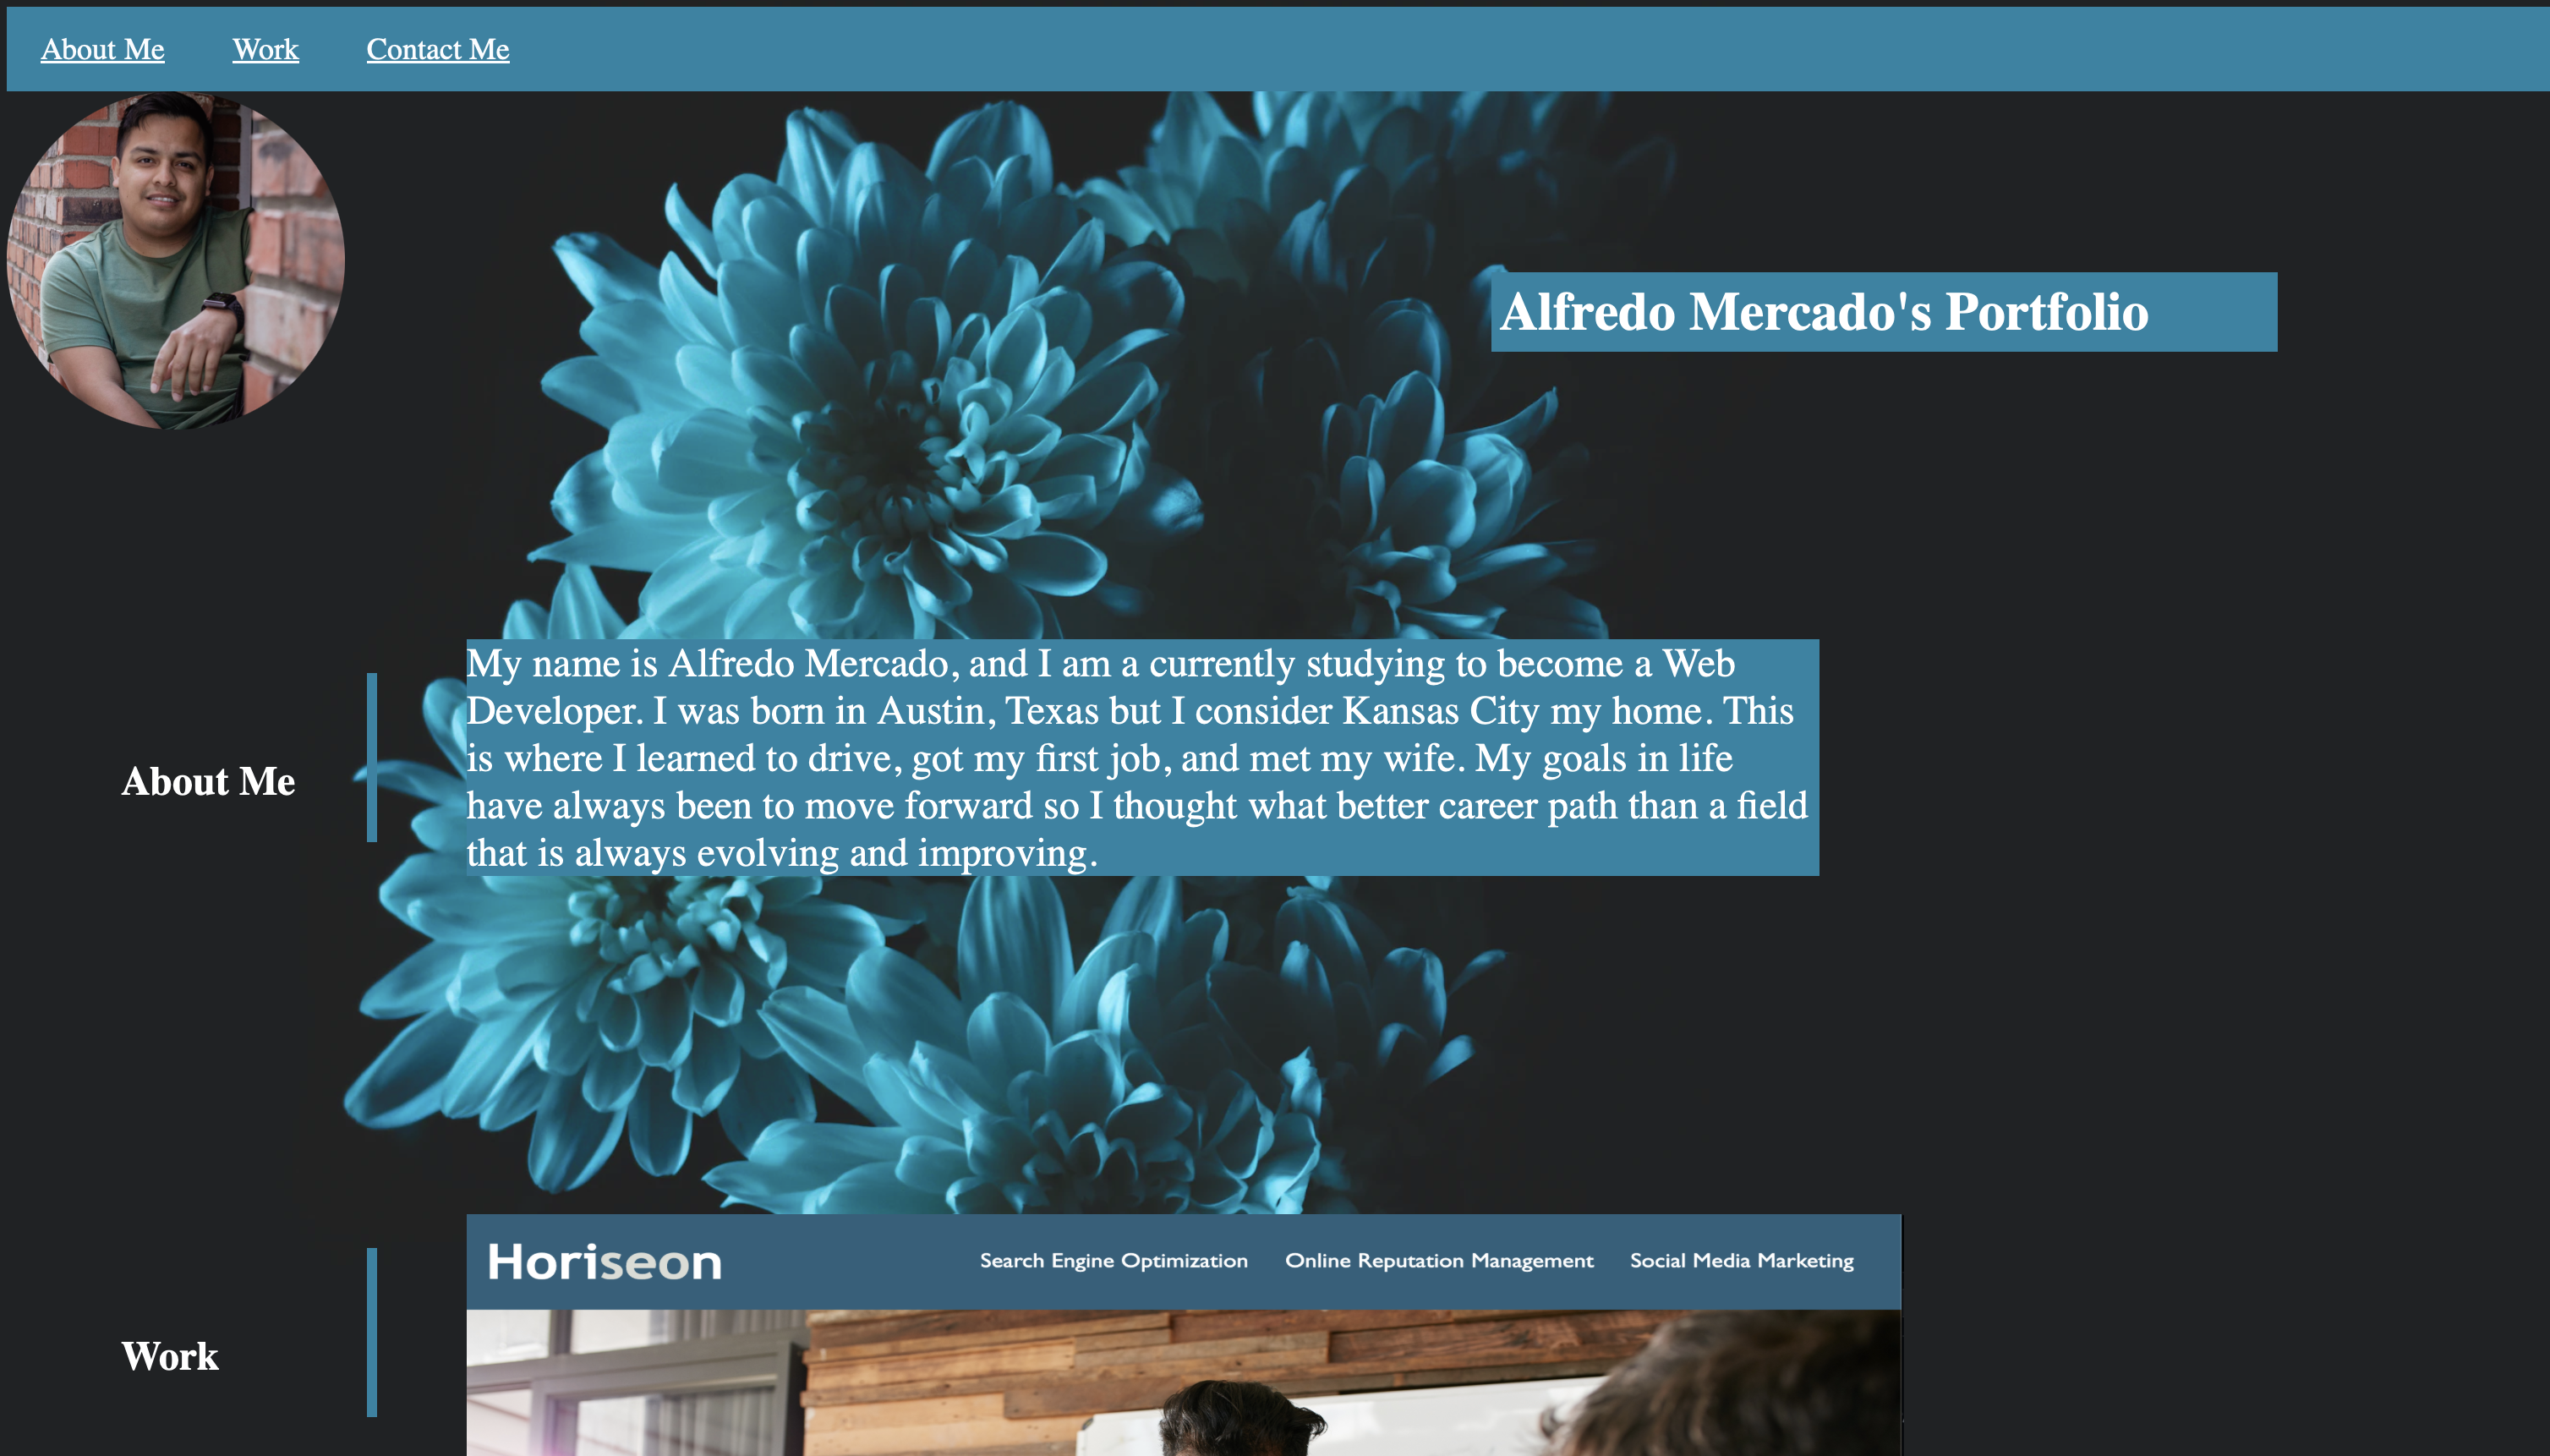 About Me Work Contact Me
Alfredo Mercado's Portfolio
My name is Alfredo Mercado, and I am a currently studying to become a Web
Developer. I was born in Austin, Texas but I consider Kansas City my home. This
is where I learned to drive, got my first job, and met my wife. My goals in life
have always been to move forward so I thought what better career path than a field
that is always evolving and improving.
About Me
Horiseon Search Engine Optimization Online Reputation Management Social Media Marketing
Work